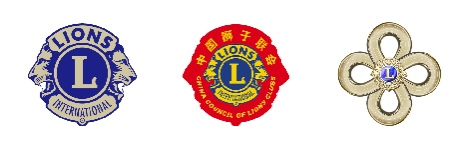 LIONS
L
INTERNATIONAL
®
中国狮子联会
LIONS
L
CHINA COUNCIL OF LIONS CLUBS
L